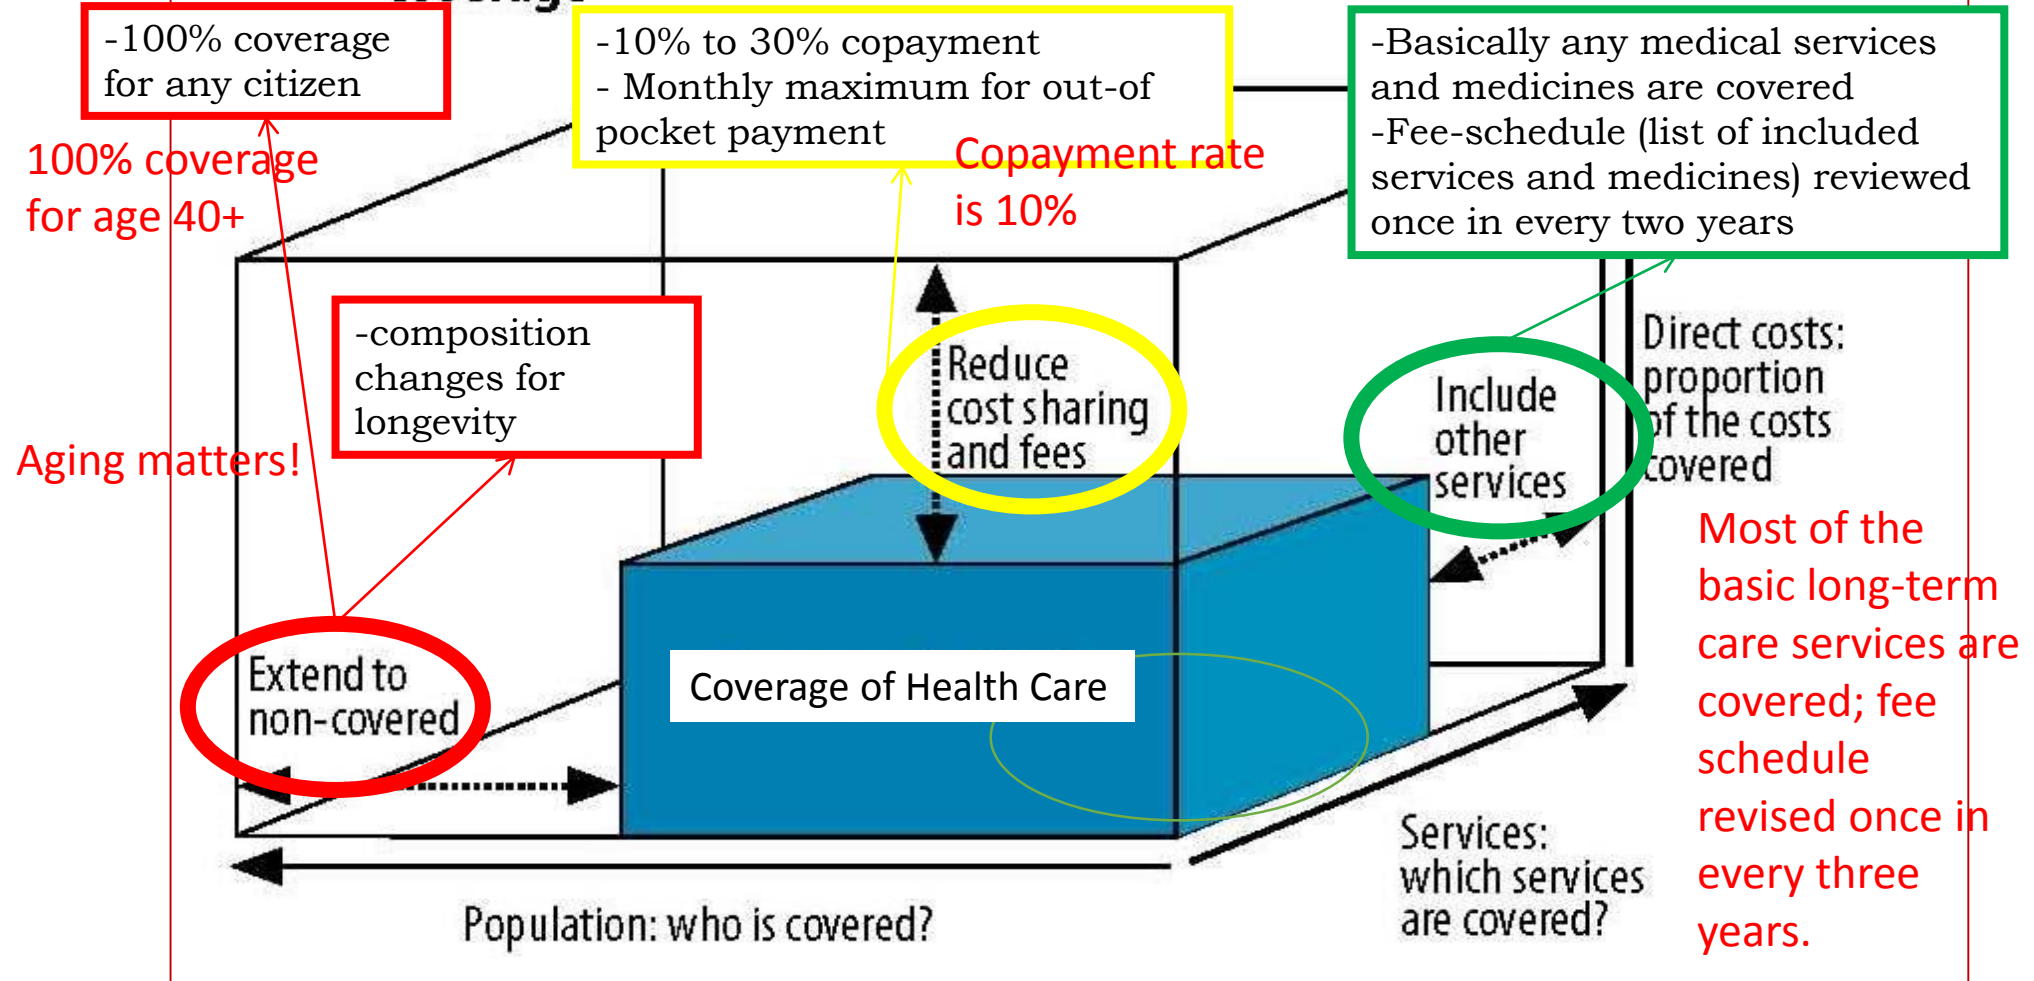 -100% coverage
for any citizen
-10% to 30% copayment
- Monthly maximum for out-of
pocket payment
-Basically any medical services
and medicines are covered
-Fee-schedule (list of included
services and medicines) reviewed
once in every two years
100% coverage
for age 40+
Copayment rate
is 10%
-composition
changes for
longevity
Aging matters!
Reduce
cost sharing
and fees
Include
other
services
Direct costs:
proportion
of the costs
covered
Most of the
basic long-term
care services are
covered; fee
schedule
revised once in
every three
years.
Extend to
non-covered
Coverage of Health Care
Services:
which services
are covered?
Population: who is covered?